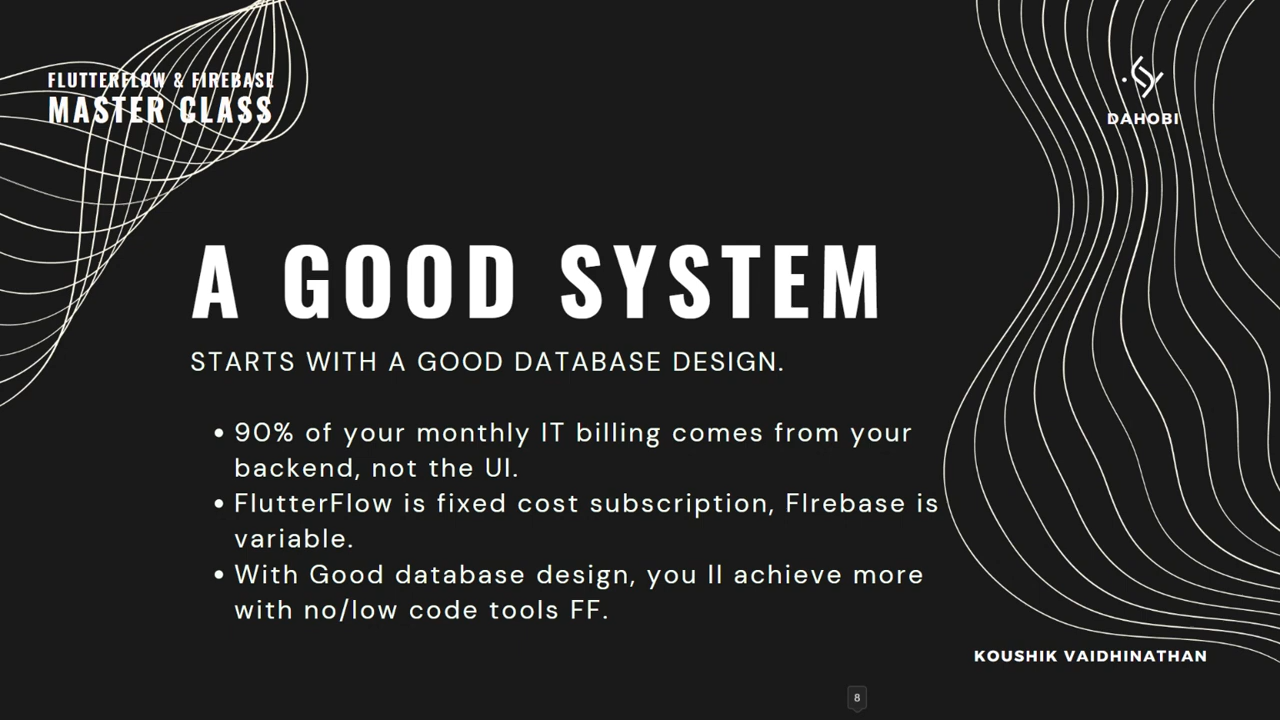 FLUTTERFLOW & FIREBASE
MASTER CLASS
DAHOBI
A GOOD SYSTEM
STARTS WITH A GOOD DATABASE DESIGN.
• 90% of your monthly IT billing comes from your
backend, not the UI.
• FlutterFlow is fixed cost subscription, FIrebase is
variable.
• With Good database design, you ll achieve more
with no/low code tools FF.
KOUSHIK VAIDHINATHAN
8